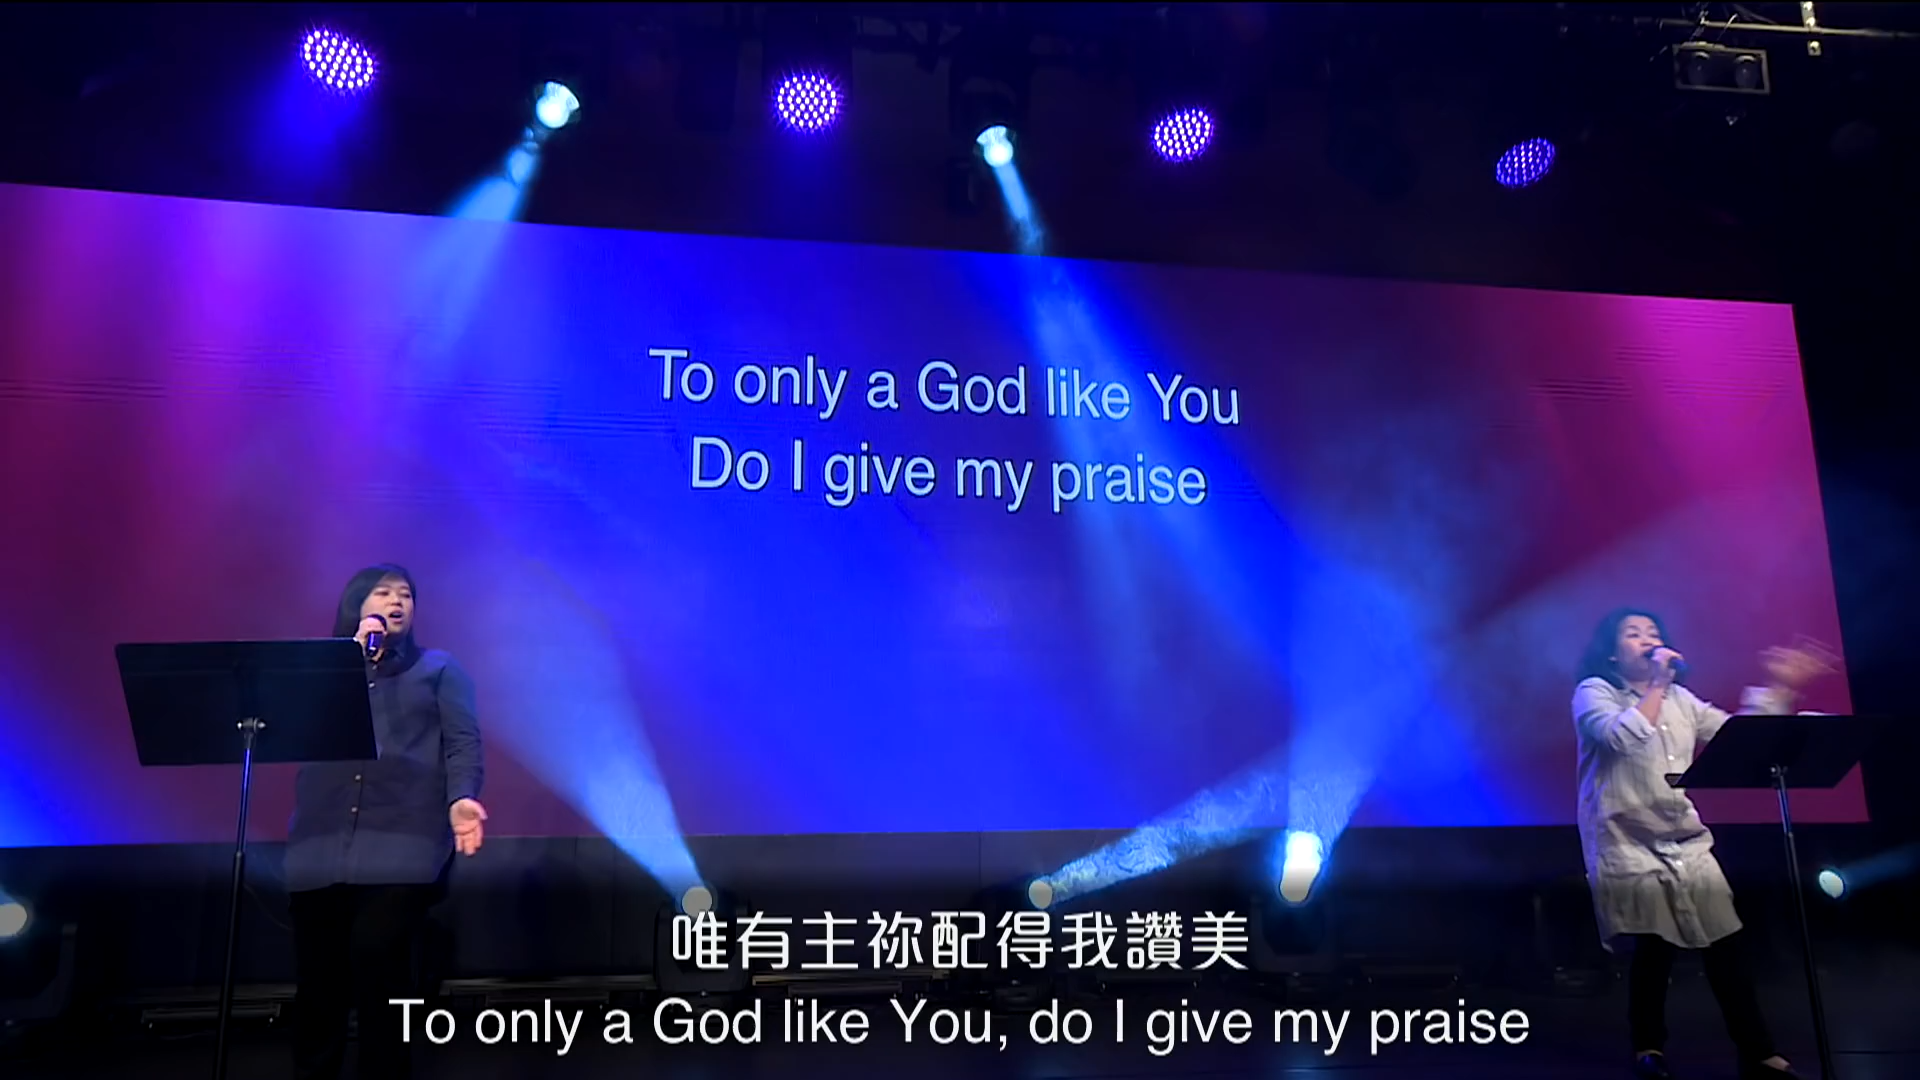 To only a God like You
Do I give my praise
唯有主祢配得我讚美
To only a God like You, do I give my praise